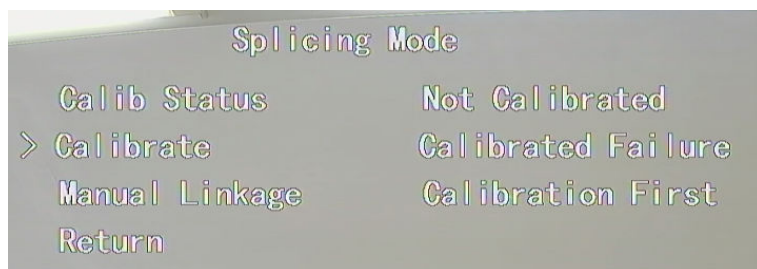 Splicing Mode
Calib Status Not Calibrated
> Calibrate Calibrated Failure
Manual Linkage Calibration First
Return